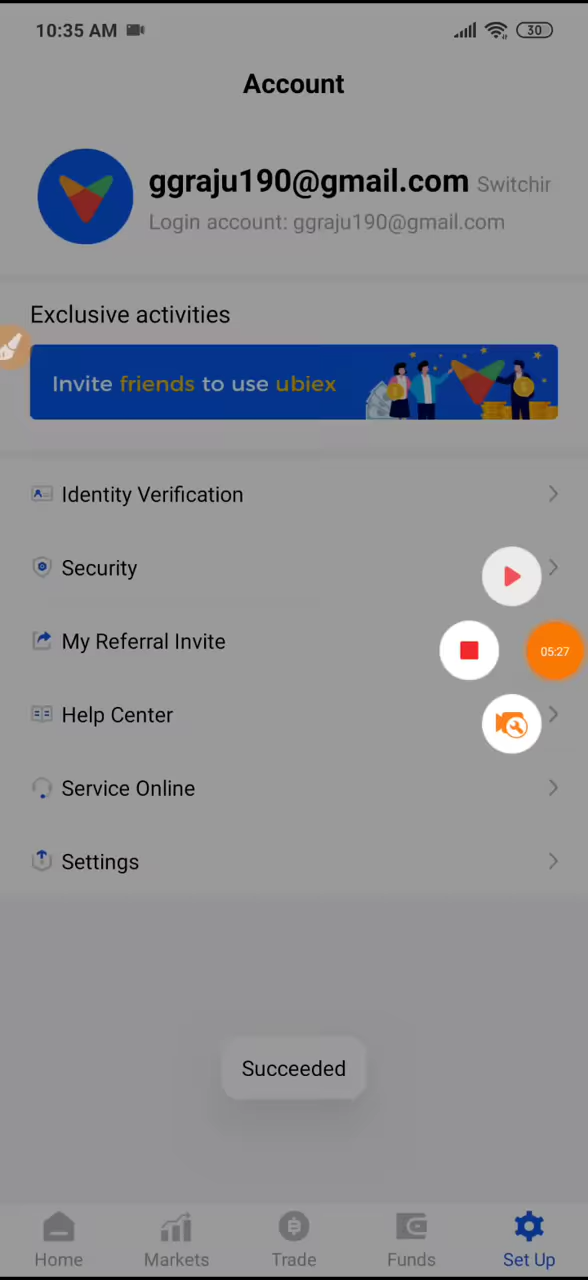 10:35 AM
30
Account
ggraju190@gmail.com Switchir
Login account: ggraju190@gmail.com
Exclusive activities
Invite friends to use ubiex
Identity Verification
Security
My Referral Invite
05:27
Help Center
Service Online
Settings
Succeeded
Home Markets Trade Funds Set Up